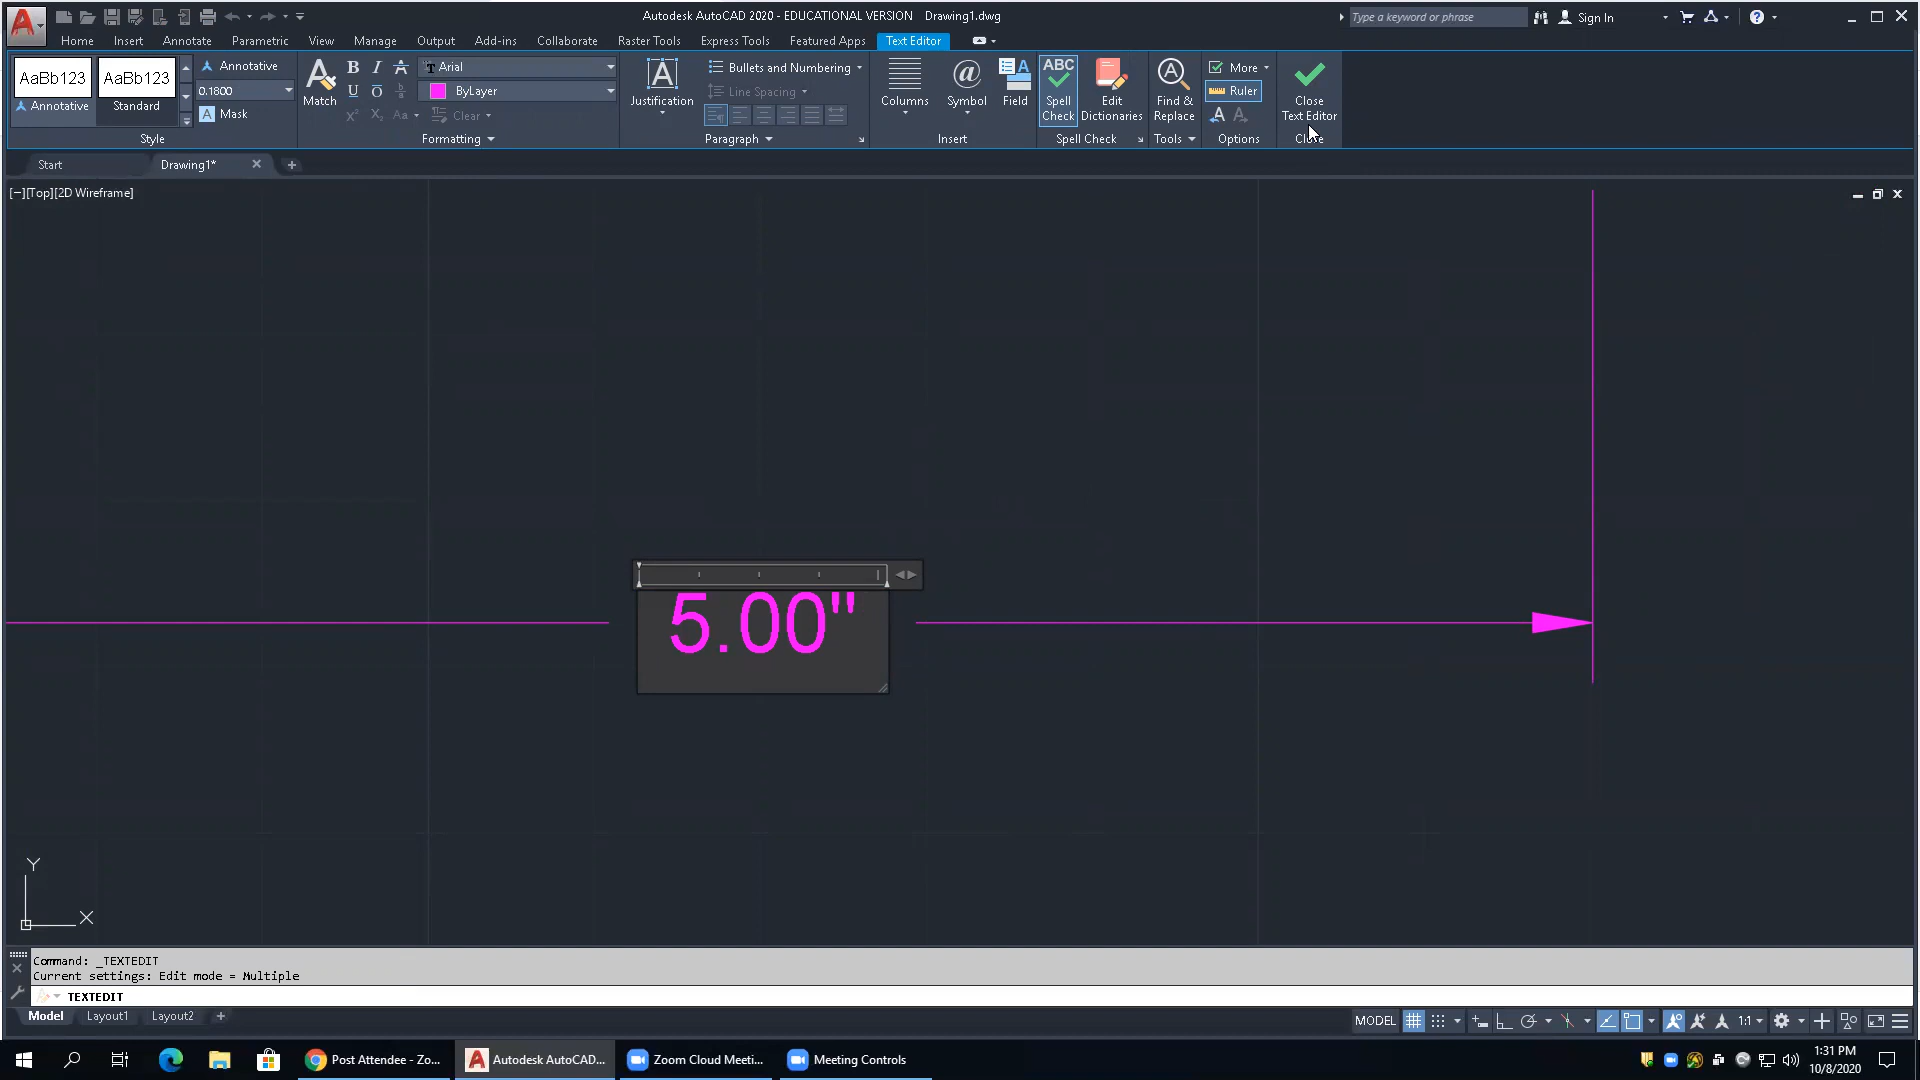 Autodesk AutoCAD 2020 - EDUCATIONAL VERSION Drawing1.dwg
Type a keyword or phrase
Sign In
Home Insert Annotate Parametric View Manage Output Add-ins Collaborate Raster Tools Express Tools Featured Apps Text Editor
AaBb123 AaBb123 Annotative
Annotative Standard 0.1800
Mask
Style
Match
B I A Arial
U O ByLayer
Aa Clear
Formatting
Justification
Bullets and Numbering
Line Spacing
Paragraph
Columns Symbol Field
Insert
ABC
Spell Check
Edit Dictionaries
Spell Check
Find & Replace
Tools
More
Ruler
Options
Close Text Editor
Close
Start Drawing1*
[−][Top][2D Wireframe]
5.00"
Y
X
Command: _TEXTEDIT
Current settings: Edit mode = Multiple
TEXTEDIT
Model Layout1 Layout2 +
MODEL 1:1
Post Attendee - Zo... Autodesk AutoCAD... Zoom Cloud Meeti... Meeting Controls
1:31 PM
10/8/2020